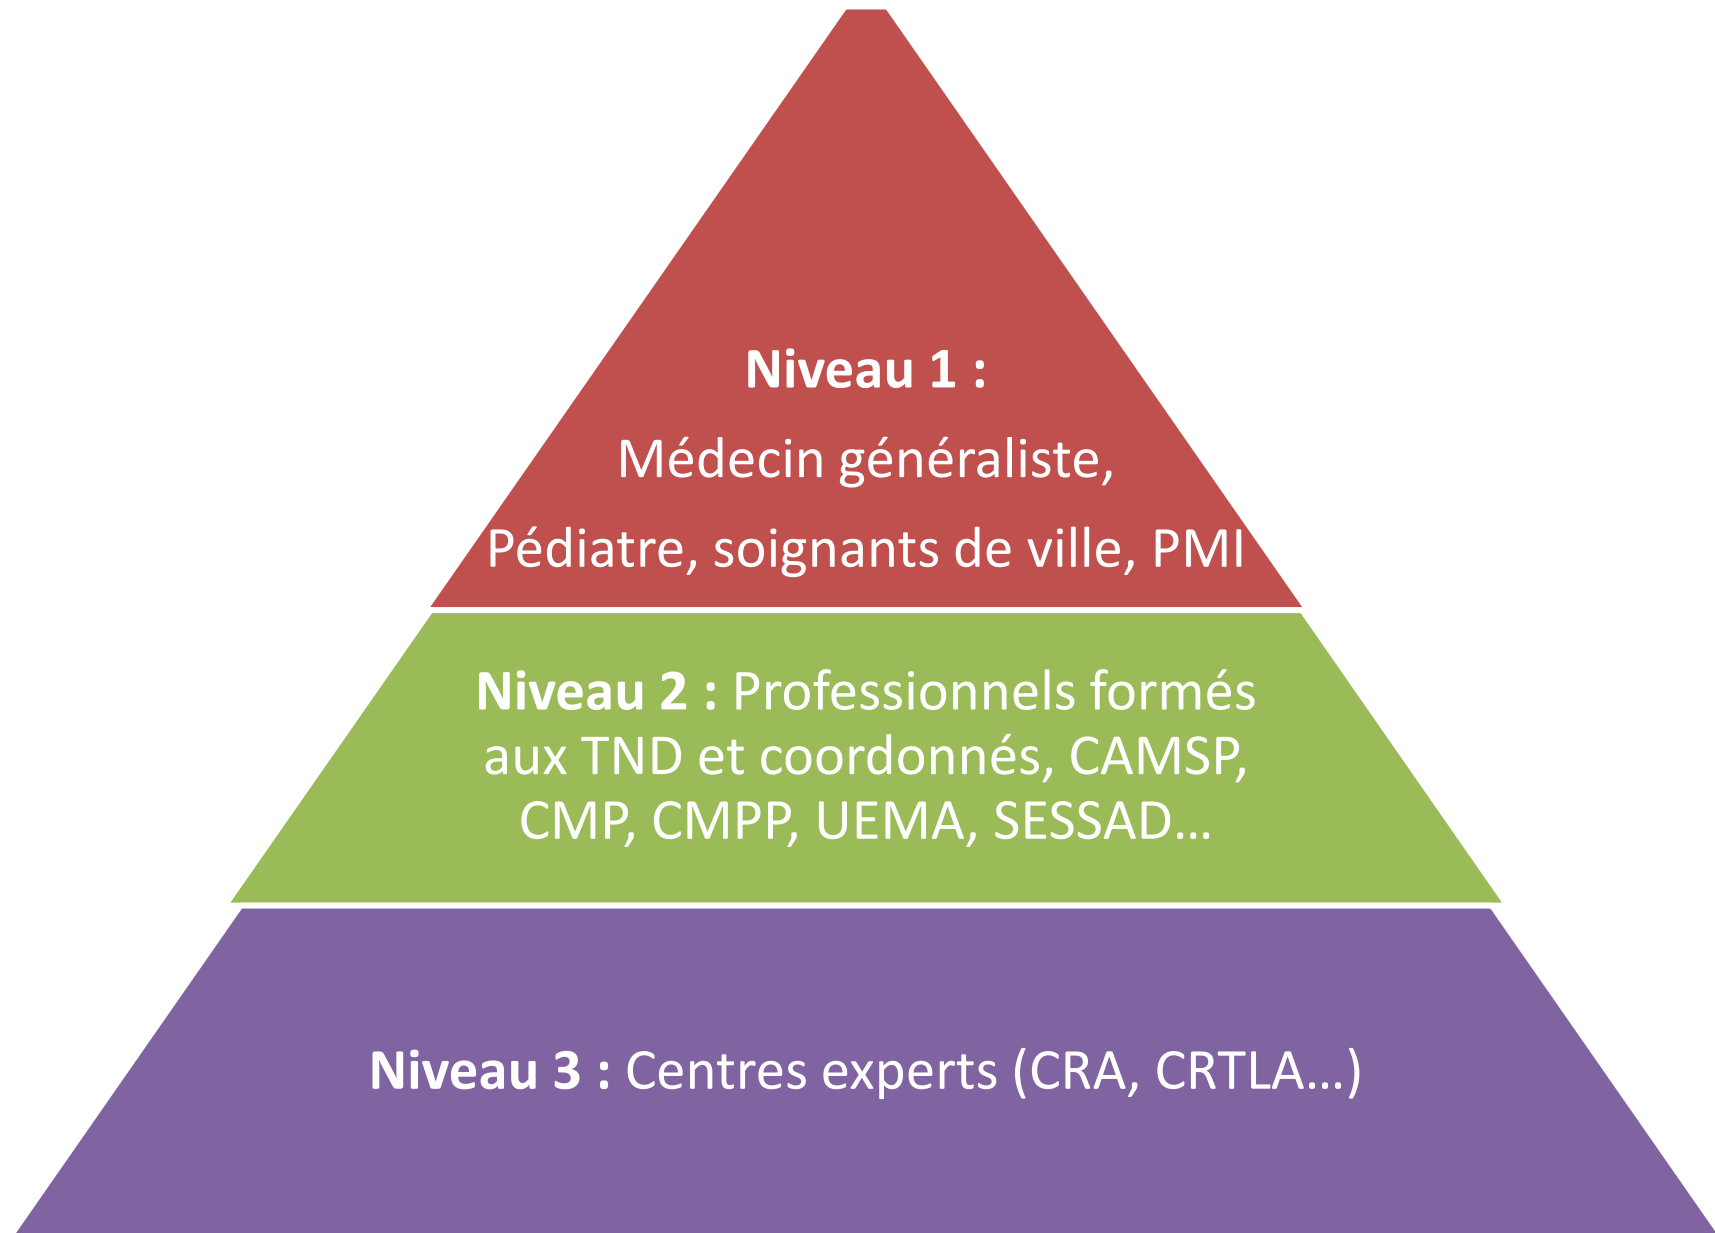 Niveau 1 :
Médecin généraliste,
Pédiatre, soignants de ville, PMI
Niveau 2 : Professionnels formés
aux TND et coordonnés, CAMSP,
CMP, CMPP, UEMA, SESSAD...
Niveau 3 : Centres experts (CRA, CRTLA...)